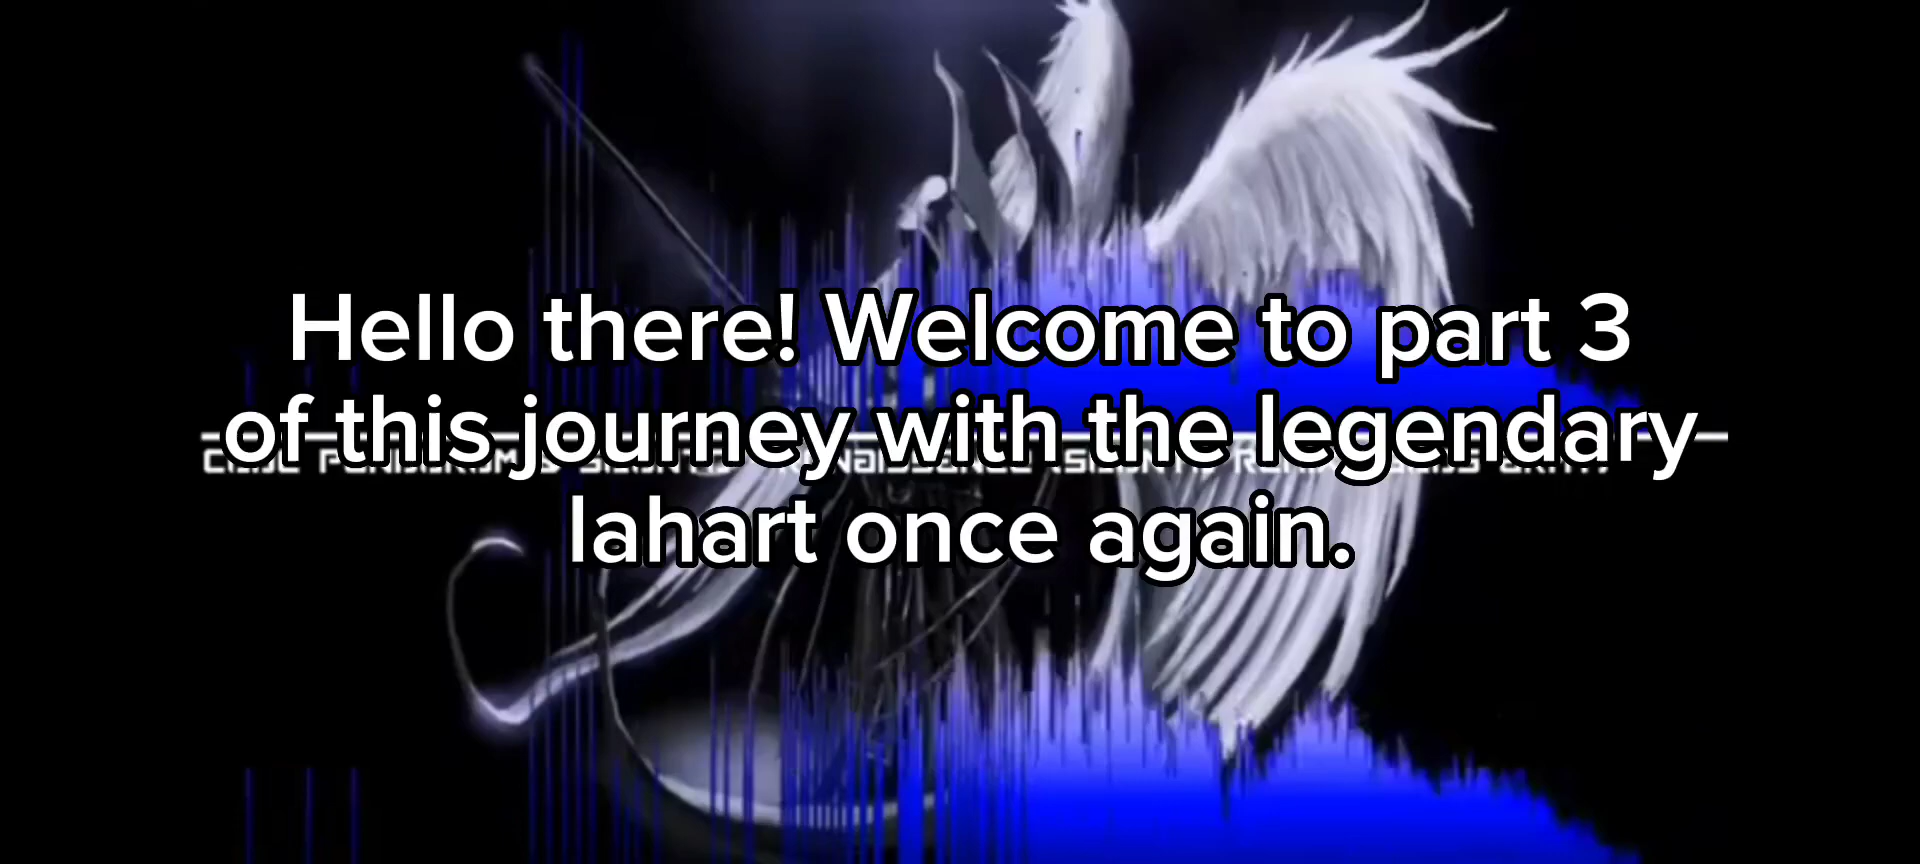 Hello there! Welcome to part 3
of this journey with the legendary
lahart once again.